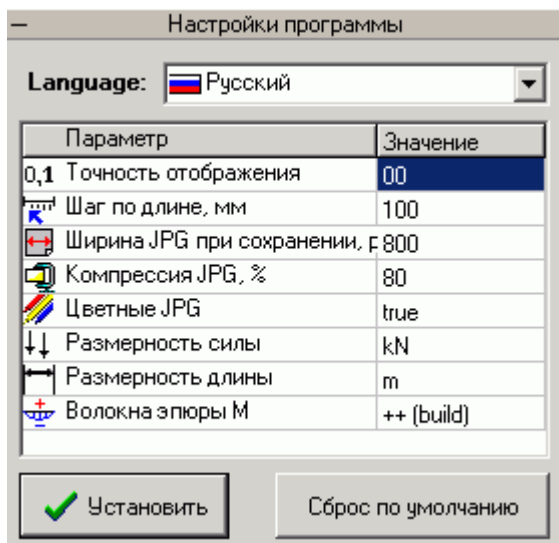 Настройки программы
Language: Русский
Параметр Значение
0,1 Точность отображения 00
Шаг по длине, мм 100
Ширина JPG при сохранении, 800
Компрессия JPG, % 80
Цветные JPG true
Размерность силы kN
Размерность длины m
Волокна эпюры M ++ (build)
Установить Сброс по умолчанию